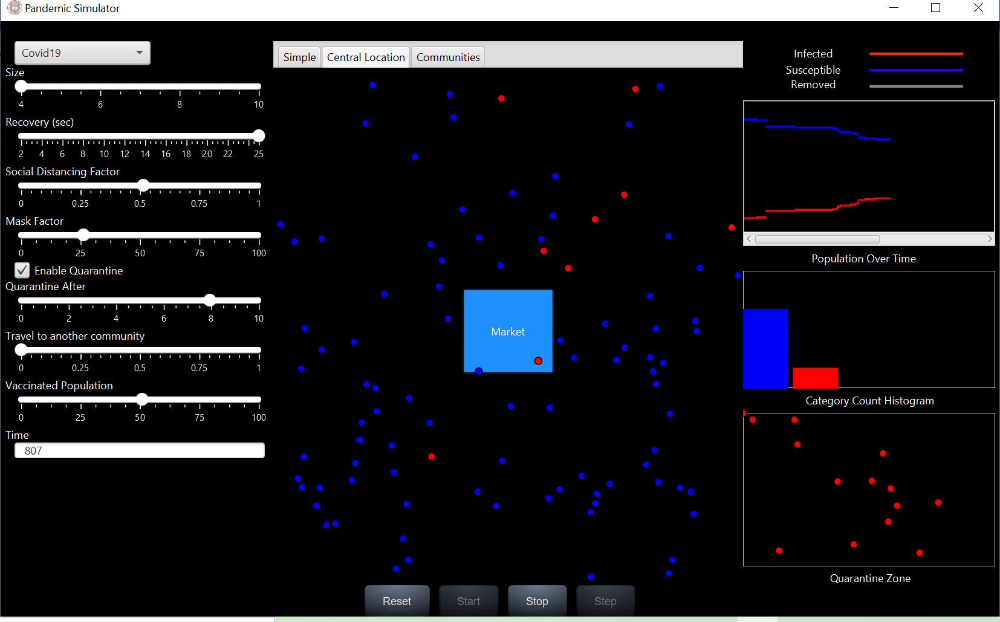 Pandemic Simulator
Covid19
Size
4 6 8 10
Recovery (sec)
2 4 6 8 10 12 14 16 18 20 22 25
Social Distancing Factor
0 0.25 0.5 0.75 1
Mask Factor
0 25 50 75 100
Enable Quarantine
Quarantine After
0 2 4 6 8 10
Travel to another community
0 0.25 0.5 0.75 1
Vaccinated Population
0 25 50 75 100
Time
807
Simple Central Location Communities
Market
Reset Start Stop Step
Infected
Susceptible
Removed
Population Over Time
Category Count Histogram
Quarantine Zone